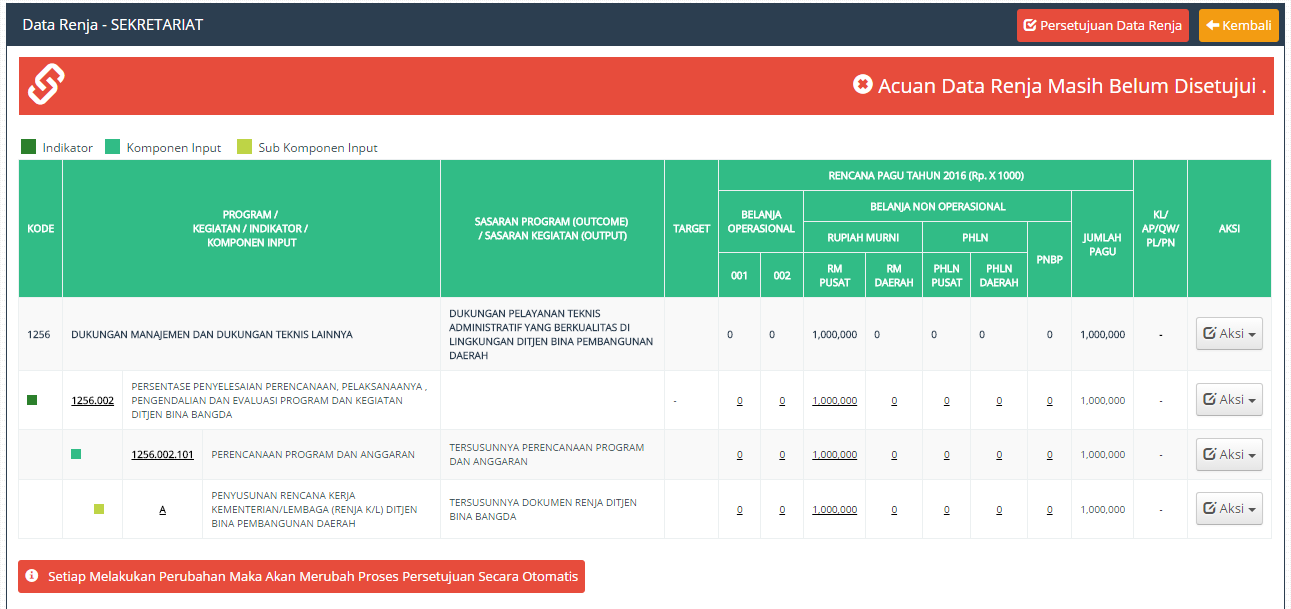 Data Renja - SEKRETARIAT
Persetujuan Data Renja
Kembali
Acuan Data Renja Masih Belum Disetujui .
Indikator
Komponen Input
Sub Komponen Input
KODE
PROGRAM /
KEGIATAN / INDIKATOR /
KOMPONEN INPUT
SASARAN PROGRAM (OUTCOME)
/ SASARAN KEGIATAN (OUTPUT)
TARGET
RENCANA PAGU TAHUN 2016 (Rp. X 1000)
BELANJA
OPERASIONAL
BELANJA NON OPERASIONAL
RUPIAH MURNI
PHLN
001
002
RM
PUSAT
RM
DAERAH
PHLN
PUSAT
PHLN
DAERAH
PNBP
JUMLAH
PAGU
KL/
AP/QW/
PL/PN
AKSI
1256
DUKUNGAN MANAJEMEN DAN DUKUNGAN TEKNIS LAINNYA
DUKUNGAN PELAYANAN TEKNIS
ADMINISTRATIF YANG BERKUALITAS DI
LINGKUNGAN DITJEN BINA PEMBANGUNAN
DAERAH
0 0 1,000,000 0 0 0 0 1,000,000 - Aksi
1256.002
PERSENTASE PENYELESAIAN PERENCANAAN, PELAKSANAANYA ,
PENGENDALIAN DAN EVALUASI PROGRAM DAN KEGIATAN
DITJEN BINA BANGDA
- 0 0 1,000,000 0 0 0 0 1,000,000 - Aksi
1256.002.101
PERENCANAAN PROGRAM DAN ANGGARAN
TERSUSUNNYA PERENCANAAN PROGRAM
DAN ANGGARAN
0 0 1,000,000 0 0 0 0 1,000,000 - Aksi
A
PENYUSUNAN RENCANA KERJA
KEMENTERIAN/LEMBAGA (RENJA K/L) DITJEN
BINA PEMBANGUNAN DAERAH
TERSUSUNNYA DOKUMEN RENJA DITJEN
BINA BANGDA
0 0 1,000,000 0 0 0 0 1,000,000 - Aksi
Setiap Melakukan Perubahan Maka Akan Merubah Proses Persetujuan Secara Otomatis